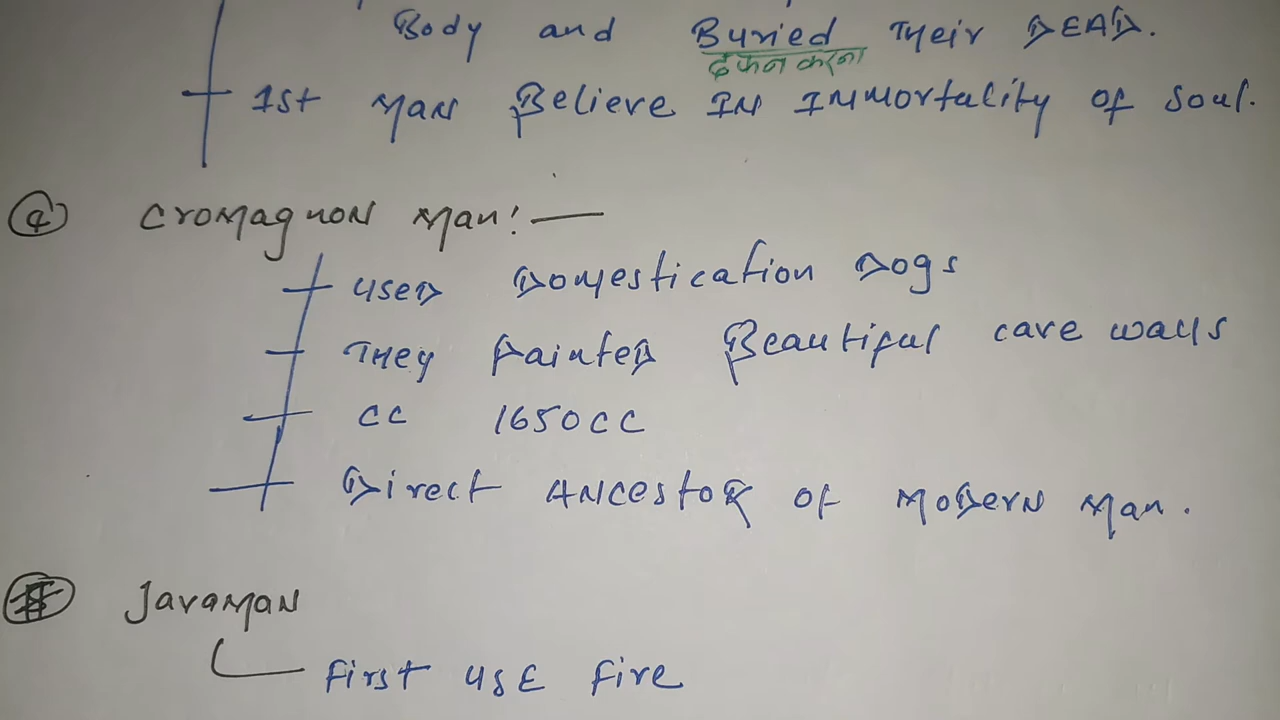 Body and Buried Their DEAD.
दफन करना
1st Man Believe IN Immortality of soul.
④ Cromagnon Man:—
Used Domestication Dogs
They Painted Beautiful cave walls
CC 1650CC
Direct Ancestor of Modern Man.
Javaman
First use fire